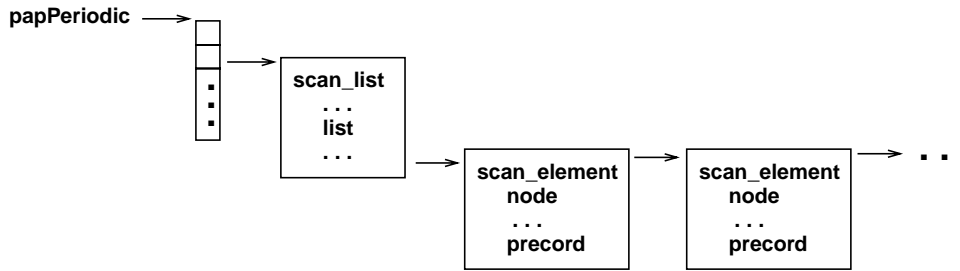 papPeriodic
scan_list
. . .
list
. . .
scan_element
node
. . .
precord
scan_element
node
. . .
precord
. .